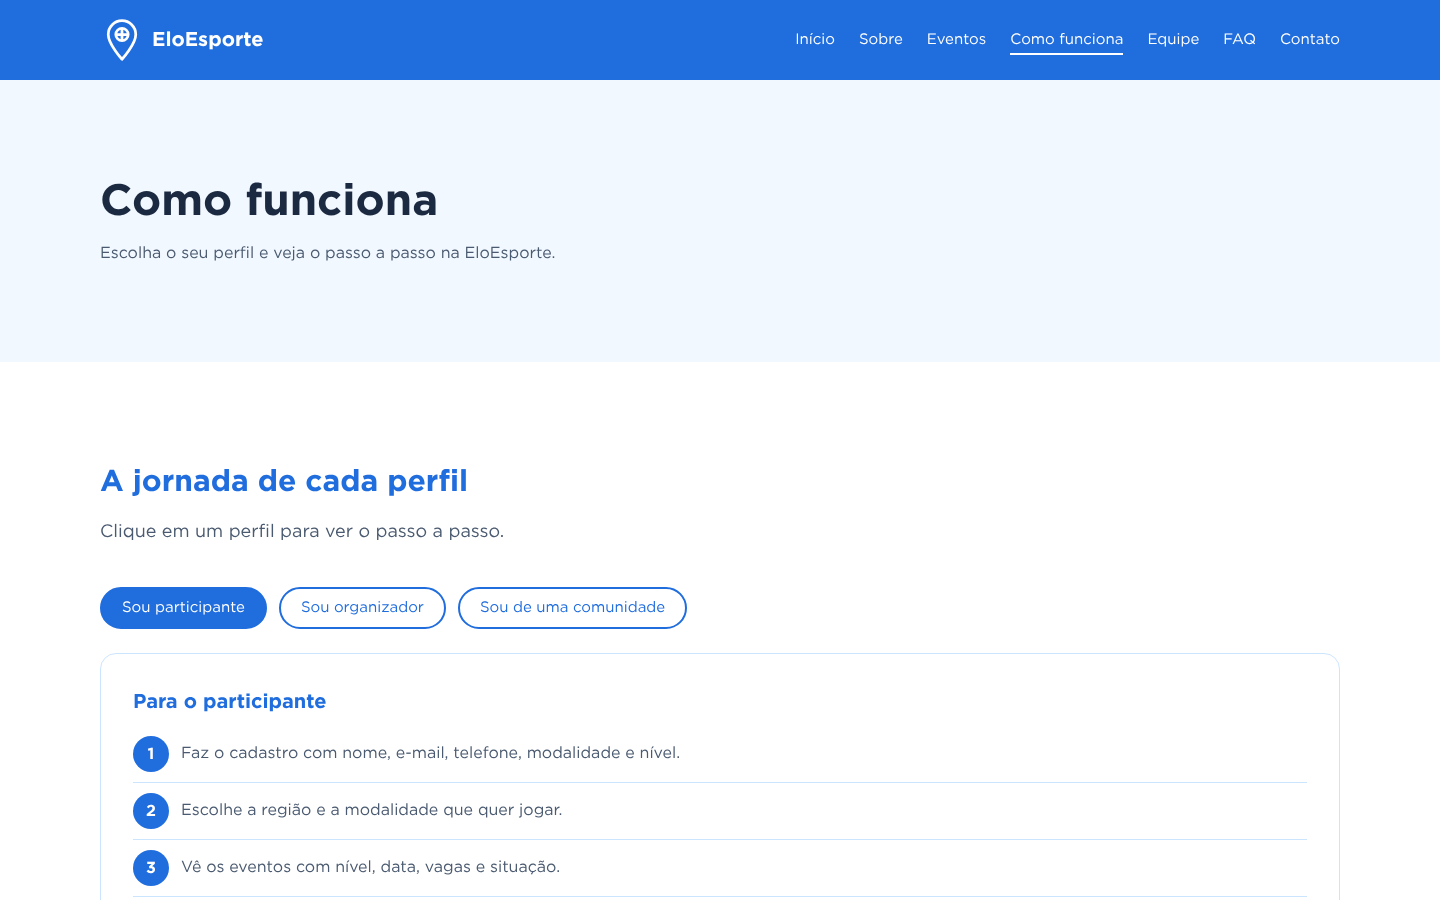 EloEsporte
Início Sobre Eventos Como funciona Equipe FAQ Contato
Como funciona
Escolha o seu perfil e veja o passo a passo na EloEsporte.
A jornada de cada perfil
Clique em um perfil para ver o passo a passo.
Sou participante Sou organizador Sou de uma comunidade
Para o participante
1 Faz o cadastro com nome, e-mail, telefone, modalidade e nível.
2 Escolhe a região e a modalidade que quer jogar.
3 Vê os eventos com nível, data, vagas e situação.